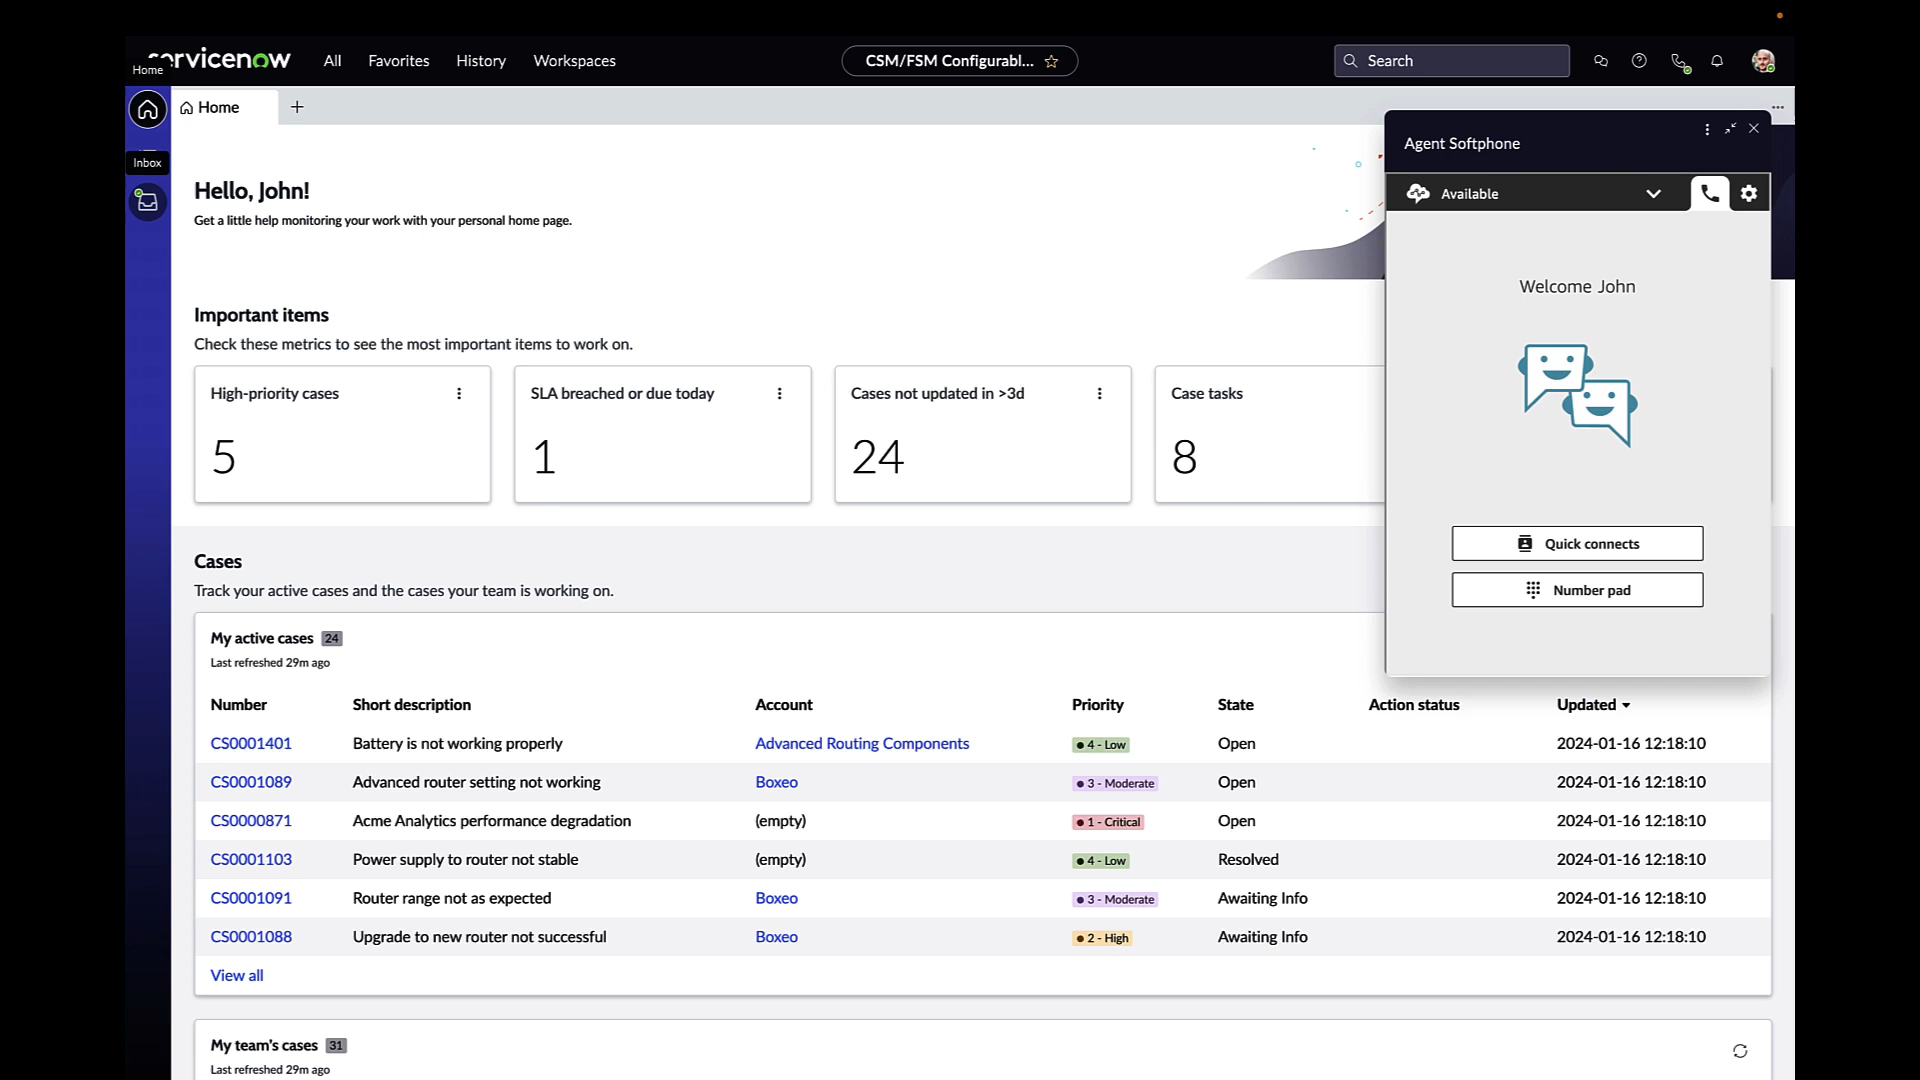 servicenow
All
Favorites
History
Workspaces
CSM/FSM Configurabl...
Search
Home
Home
Inbox
Hello, John!
Get a little help monitoring your work with your personal home page.
Important items
Check these metrics to see the most important items to work on.
High-priority cases
5
SLA breached or due today
1
Cases not updated in >3d
24
Case tasks
8
Agent Softphone
Available
Welcome John
Quick connects
Number pad
Cases
Track your active cases and the cases your team is working on.
My active cases 24
Last refreshed 29m ago
Number Short description Account Priority State Action status Updated
CS0001401 Battery is not working properly Advanced Routing Components 4 - Low Open 2024-01-16 12:18:10
CS0001089 Advanced router setting not working Boxeo 3 - Moderate Open 2024-01-16 12:18:10
CS0000871 Acme Analytics performance degradation (empty) 1 - Critical Open 2024-01-16 12:18:10
CS0001103 Power supply to router not stable (empty) 4 - Low Resolved 2024-01-16 12:18:10
CS0001091 Router range not as expected Boxeo 3 - Moderate Awaiting Info 2024-01-16 12:18:10
CS0001088 Upgrade to new router not successful Boxeo 2 - High Awaiting Info 2024-01-16 12:18:10
View all
My team's cases 31
Last refreshed 29m ago